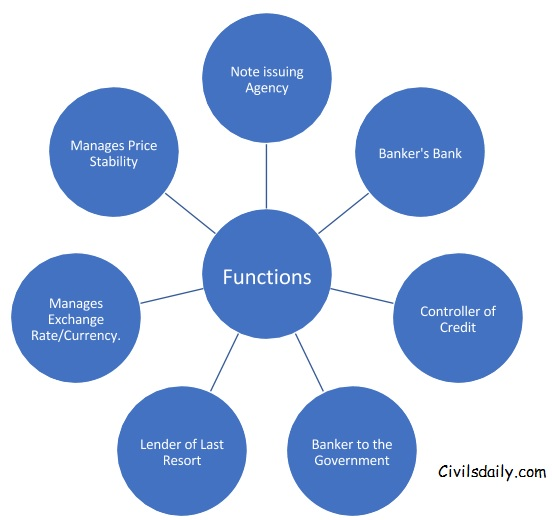 Note issuing
Agency
Manages Price
Stability
Banker's Bank
Functions
Manages
Exchange
Rate/Currency.
Controller of
Credit
Lender of Last
Resort
Banker to the
Government
Civilsdaily.com